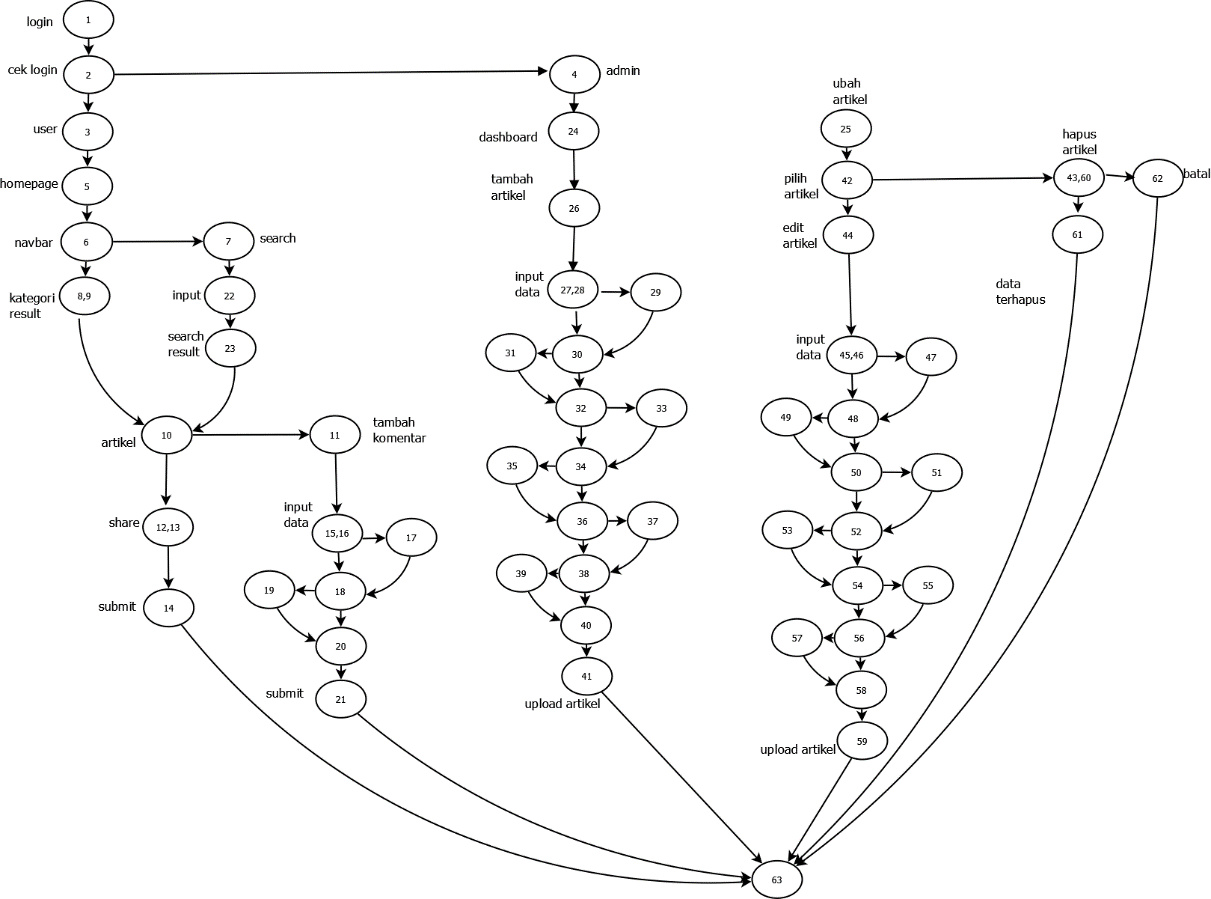 login
1
cek login
2
4
admin
user
3
dashboard
24
ubah
artikel
25
homepage
5
tambah
artikel
26
pilih
artikel
42
hapus
artikel
43,60
62
batal
navbar
6
7
search
edit
artikel
44
61
kategori
result
8,9
input
22
input
data
27,28
29
data
terhapus
search
result
23
31
30
input
data
45,46
47
32
33
49
48
artikel
10
11
tambah
komentar
35
34
50
51
share
12,13
input
data
15,16
17
36
37
53
52
submit
14
19
18
39
38
54
55
20
40
57
56
submit
21
41
upload artikel
58
upload artikel
59
63